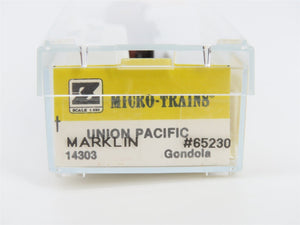 Z
SCALE 1:220
MICRO-TRAINS
UNION PACIFIC
MARKLIN #65230
14303 Gondola